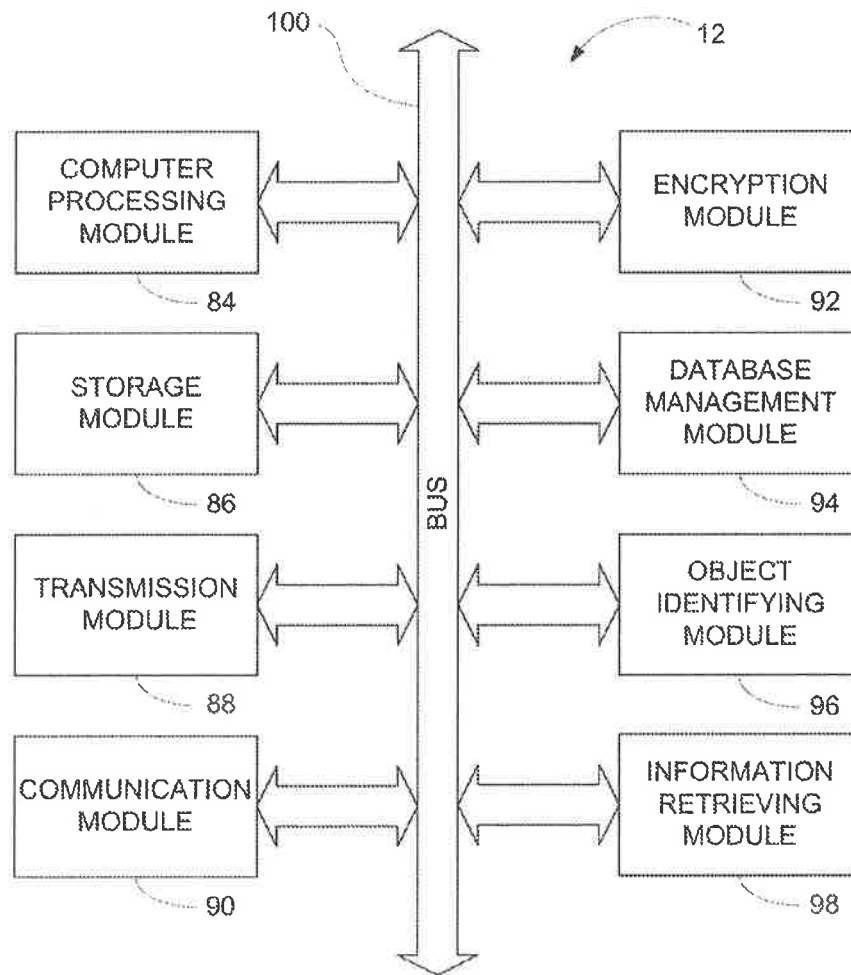 100
12
COMPUTER
PROCESSING
MODULE
84
ENCRYPTION
MODULE
92
STORAGE
MODULE
86
DATABASE
MANAGEMENT
MODULE
94
BUS
TRANSMISSION
MODULE
88
OBJECT
IDENTIFYING
MODULE
96
COMMUNICATION
MODULE
90
INFORMATION
RETRIEVING
MODULE
98